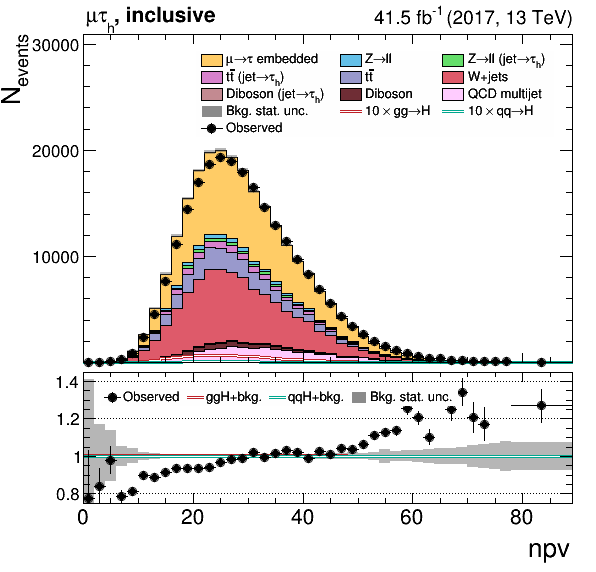 μτh, inclusive 41.5 fb⁻¹ (2017, 13 TeV)
Nevents
30000
20000
10000
μ→τ embedded Z→ll Z→ll (jet→τh)
tt̄ (jet→τh) tt̄ W+jets
Diboson (jet→τh) Diboson QCD multijet
Bkg. stat. unc. 10 × gg→H 10 × qq→H
Observed
1.4
1.2
1.0
0.8
Observed ggH+bkg. qqH+bkg. Bkg. stat. unc.
0 20 40 60 80
npv